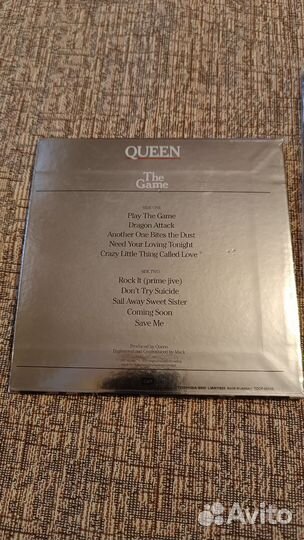 QUEEN
The
Game
SIDE ONE
Play The Game
Dragon Attack
Another One Bites the Dust
Need Your Loving Tonight
Crazy Little Thing Called Love
SIDE TWO
Rock It (prime jive)
Don't Try Suicide
Sail Away Sweet Sister
Coming Soon
Save Me
Produced by Queen
Engineered and Coproduced by Mack
Avito